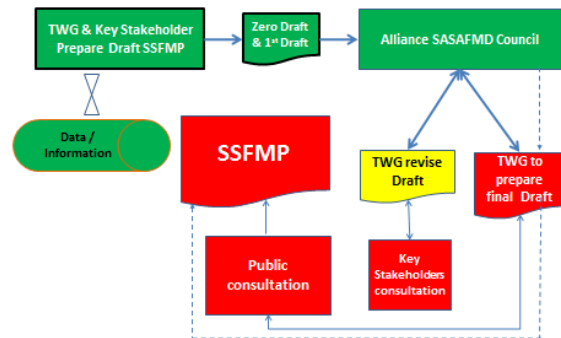 TWG & Key Stakeholder
Prepare Draft SSFMP
Zero Draft
& 1st Draft
Alliance SASAFMD Council
Data /
Information
SSFMP
TWG revise
Draft
TWG to
prepare
final Draft
Public
consultation
Key
Stakeholders
consultation